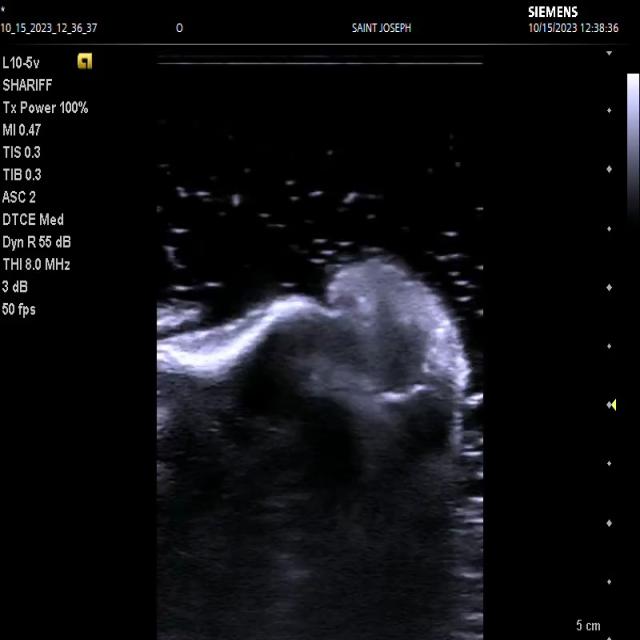 *
SIEMENS
10_15_2023_12_36_37 O SAINT JOSEPH 10/15/2023 12:38:36
L10-5v
SHARIFF
Tx Power 100%
MI 0.47
TIS 0.3
TIB 0.3
ASC 2
DTCE Med
Dyn R 55 dB
THI 8.0 MHz
3 dB
50 fps
5 cm